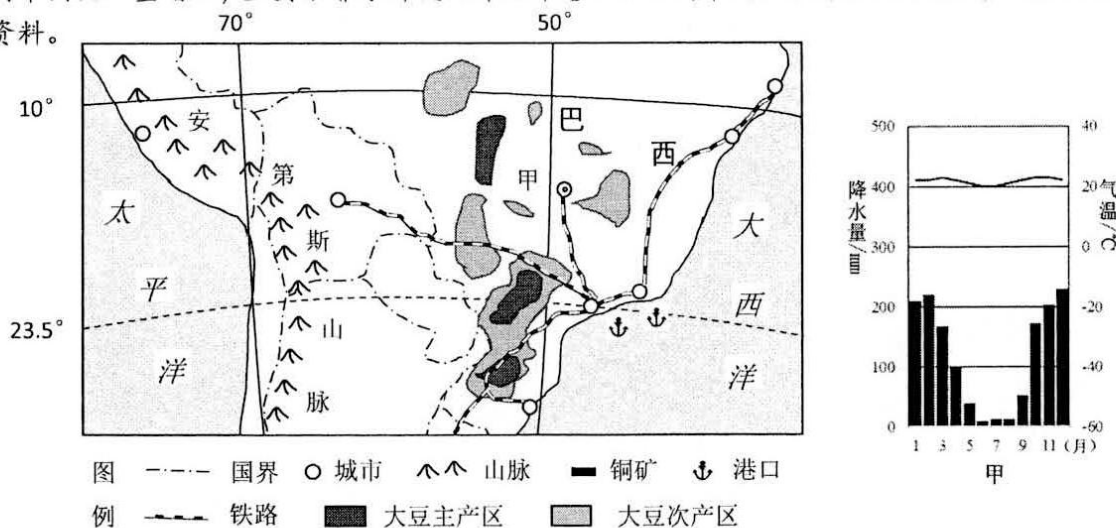 资料。
70° 50°
10°
23.5°
安
第
斯
山
脉
太
平
洋
巴
西
甲
大
西
洋
降水量/mm
500
400
300
200
100
0
气温/℃
40
20
0
-20
-40
-60
1 3 5 7 9 11 (月)
甲
图例
国界 城市 山脉 铜矿 港口
铁路 大豆主产区 大豆次产区